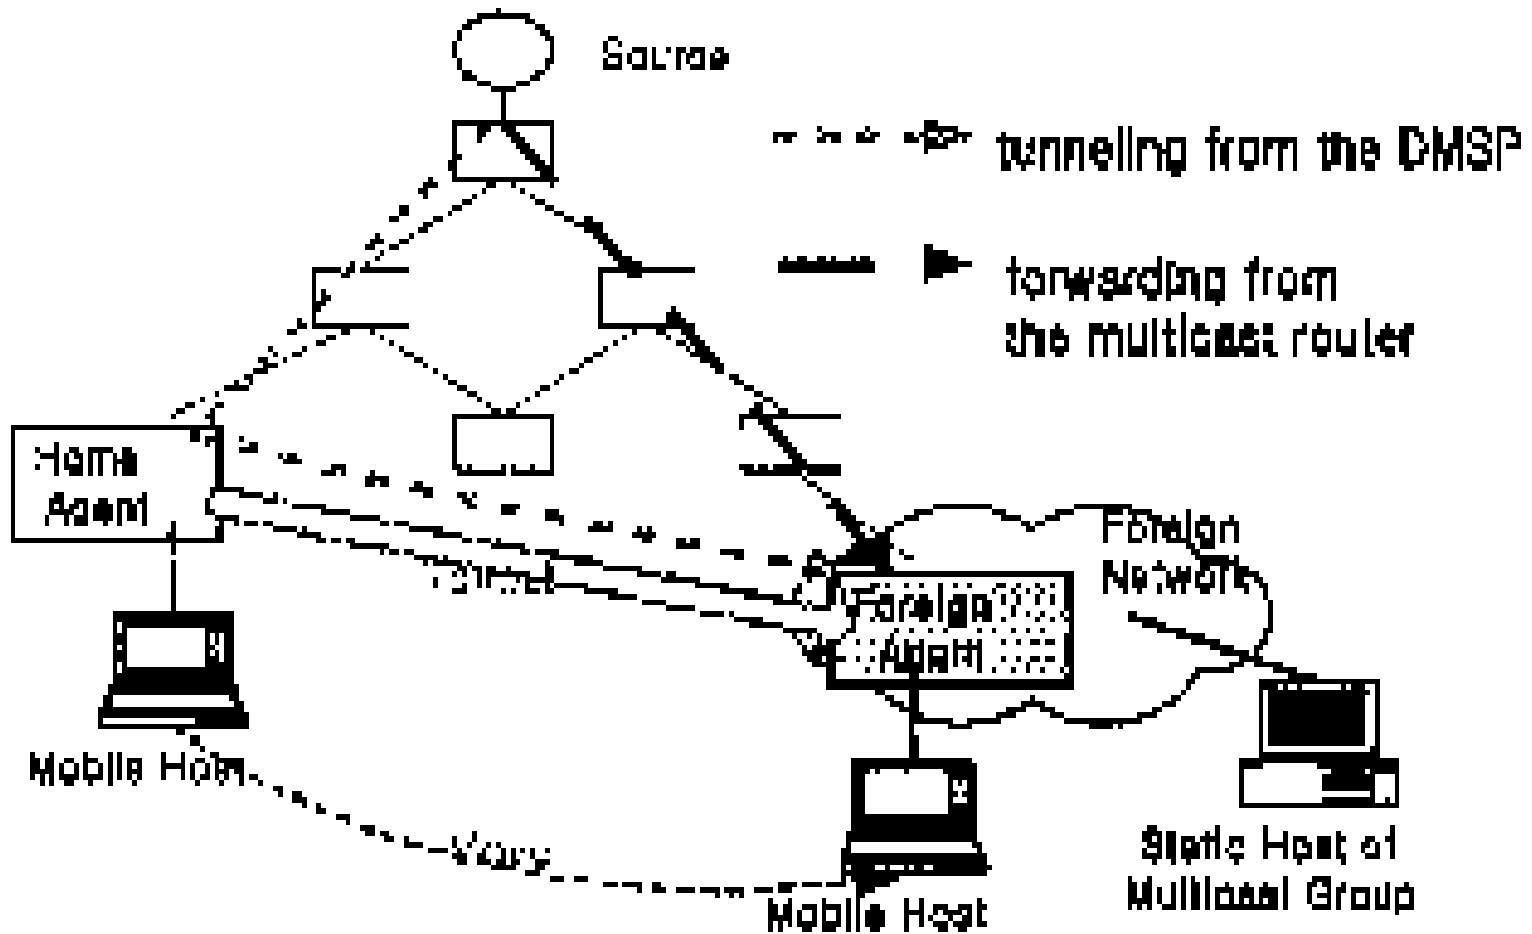 Source
tunneling from the DMSP
forwarding from
the multicast router
Home
Agent
Foreign
Network
Tunnel
Foreign
Agent
Mobile Host
Static Host of
Multicast Group
Mobile Host